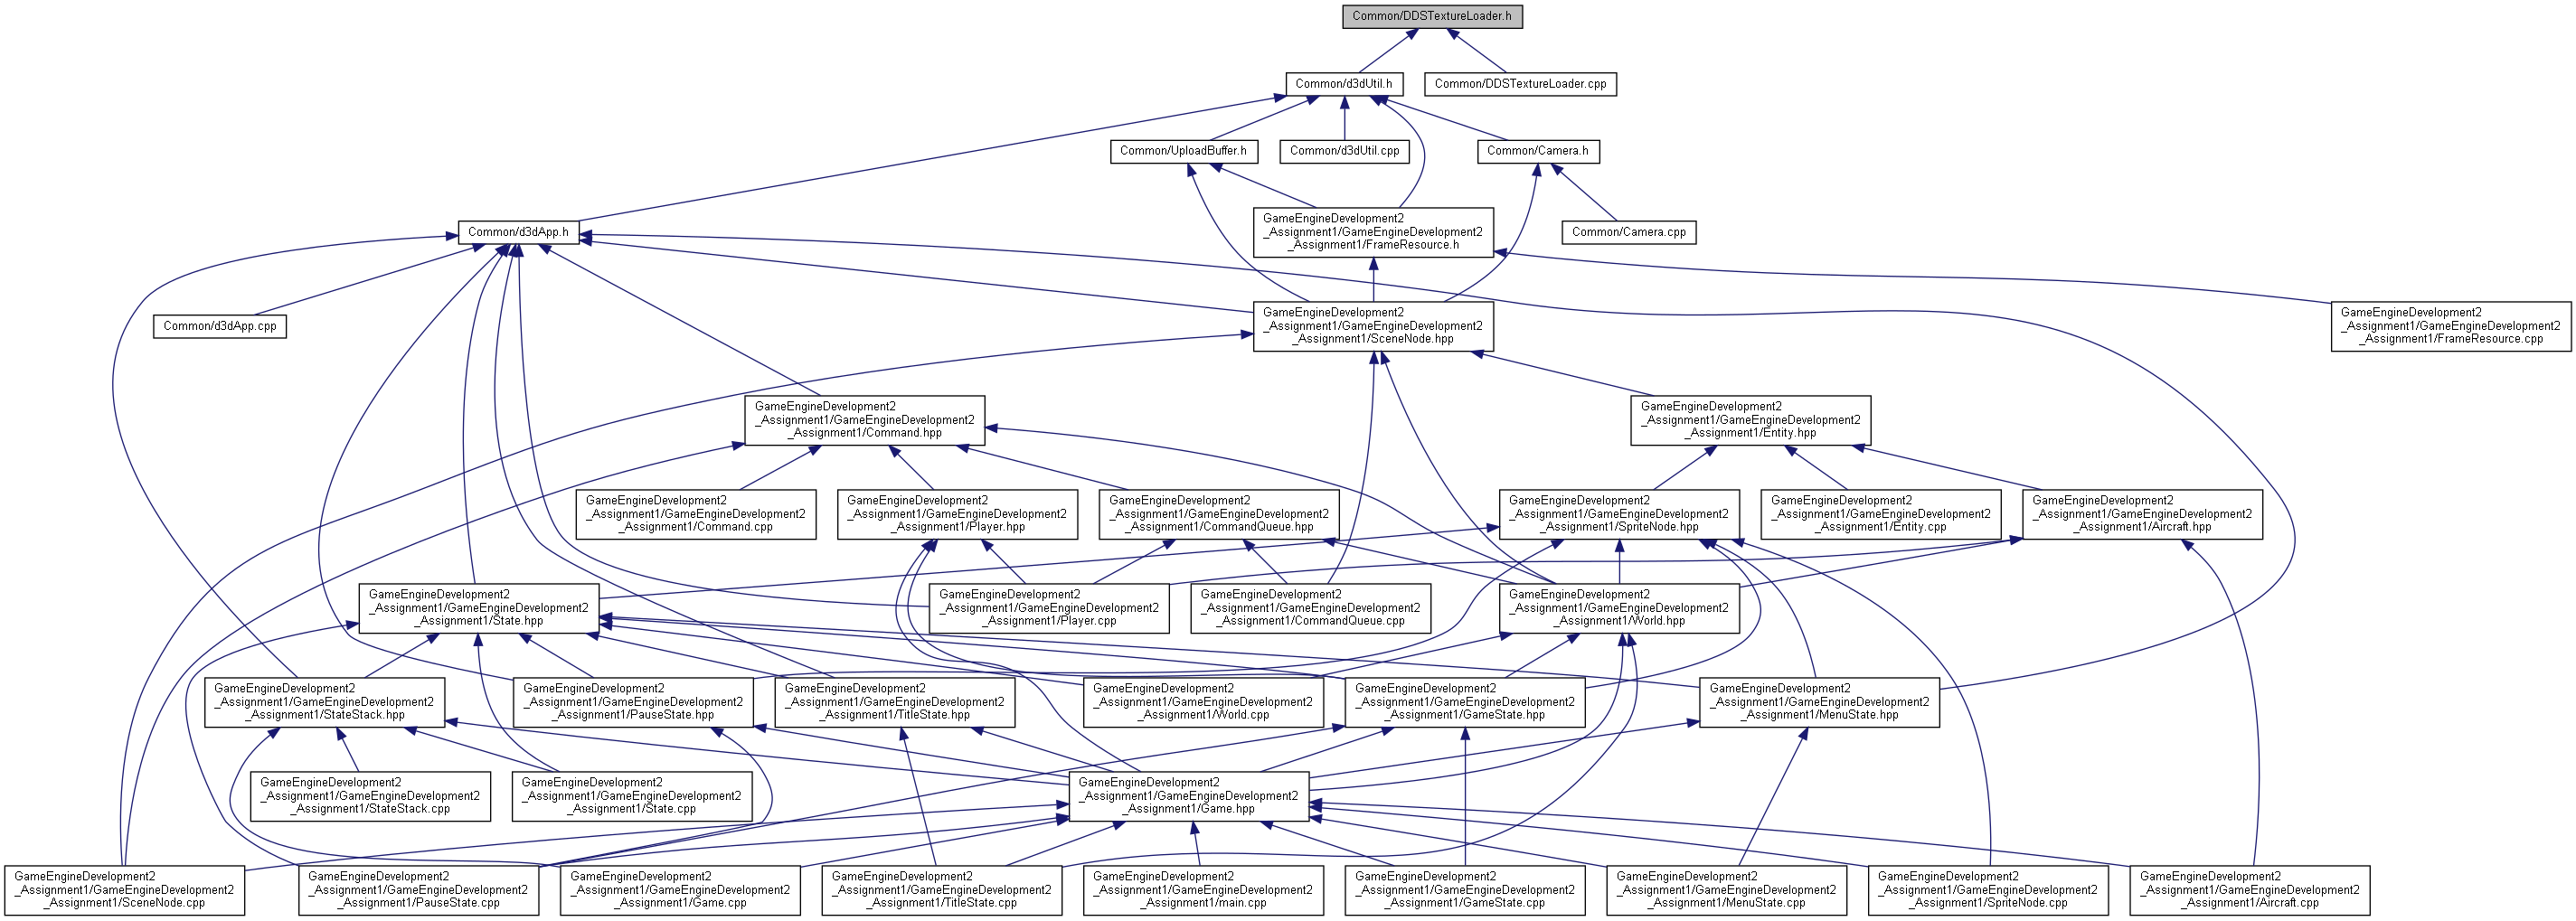 Common/DDSTextureLoader.h
Common/d3dUtil.h
Common/DDSTextureLoader.cpp
Common/UploadBuffer.h
Common/d3dUtil.cpp
Common/Camera.h
Common/d3dApp.h
GameEngineDevelopment2
_Assignment1/GameEngineDevelopment2
_Assignment1/FrameResource.h
Common/Camera.cpp
Common/d3dApp.cpp
GameEngineDevelopment2
_Assignment1/GameEngineDevelopment2
_Assignment1/SceneNode.hpp
GameEngineDevelopment2
_Assignment1/GameEngineDevelopment2
_Assignment1/FrameResource.cpp
GameEngineDevelopment2
_Assignment1/GameEngineDevelopment2
_Assignment1/Command.hpp
GameEngineDevelopment2
_Assignment1/GameEngineDevelopment2
_Assignment1/Entity.hpp
GameEngineDevelopment2
_Assignment1/GameEngineDevelopment2
_Assignment1/Command.cpp
GameEngineDevelopment2
_Assignment1/GameEngineDevelopment2
_Assignment1/Player.hpp
GameEngineDevelopment2
_Assignment1/GameEngineDevelopment2
_Assignment1/CommandQueue.hpp
GameEngineDevelopment2
_Assignment1/GameEngineDevelopment2
_Assignment1/SpriteNode.hpp
GameEngineDevelopment2
_Assignment1/GameEngineDevelopment2
_Assignment1/Entity.cpp
GameEngineDevelopment2
_Assignment1/GameEngineDevelopment2
_Assignment1/Aircraft.hpp
GameEngineDevelopment2
_Assignment1/GameEngineDevelopment2
_Assignment1/State.hpp
GameEngineDevelopment2
_Assignment1/GameEngineDevelopment2
_Assignment1/Player.cpp
GameEngineDevelopment2
_Assignment1/GameEngineDevelopment2
_Assignment1/CommandQueue.cpp
GameEngineDevelopment2
_Assignment1/GameEngineDevelopment2
_Assignment1/World.hpp
GameEngineDevelopment2
_Assignment1/GameEngineDevelopment2
_Assignment1/StateStack.hpp
GameEngineDevelopment2
_Assignment1/GameEngineDevelopment2
_Assignment1/PauseState.hpp
GameEngineDevelopment2
_Assignment1/GameEngineDevelopment2
_Assignment1/TitleState.hpp
GameEngineDevelopment2
_Assignment1/GameEngineDevelopment2
_Assignment1/World.cpp
GameEngineDevelopment2
_Assignment1/GameEngineDevelopment2
_Assignment1/GameState.hpp
GameEngineDevelopment2
_Assignment1/GameEngineDevelopment2
_Assignment1/MenuState.hpp
GameEngineDevelopment2
_Assignment1/GameEngineDevelopment2
_Assignment1/StateStack.cpp
GameEngineDevelopment2
_Assignment1/GameEngineDevelopment2
_Assignment1/State.cpp
GameEngineDevelopment2
_Assignment1/GameEngineDevelopment2
_Assignment1/Game.hpp
GameEngineDevelopment2
_Assignment1/GameEngineDevelopment2
_Assignment1/SceneNode.cpp
GameEngineDevelopment2
_Assignment1/GameEngineDevelopment2
_Assignment1/PauseState.cpp
GameEngineDevelopment2
_Assignment1/GameEngineDevelopment2
_Assignment1/Game.cpp
GameEngineDevelopment2
_Assignment1/GameEngineDevelopment2
_Assignment1/TitleState.cpp
GameEngineDevelopment2
_Assignment1/GameEngineDevelopment2
_Assignment1/main.cpp
GameEngineDevelopment2
_Assignment1/GameEngineDevelopment2
_Assignment1/GameState.cpp
GameEngineDevelopment2
_Assignment1/GameEngineDevelopment2
_Assignment1/MenuState.cpp
GameEngineDevelopment2
_Assignment1/GameEngineDevelopment2
_Assignment1/SpriteNode.cpp
GameEngineDevelopment2
_Assignment1/GameEngineDevelopment2
_Assignment1/Aircraft.cpp